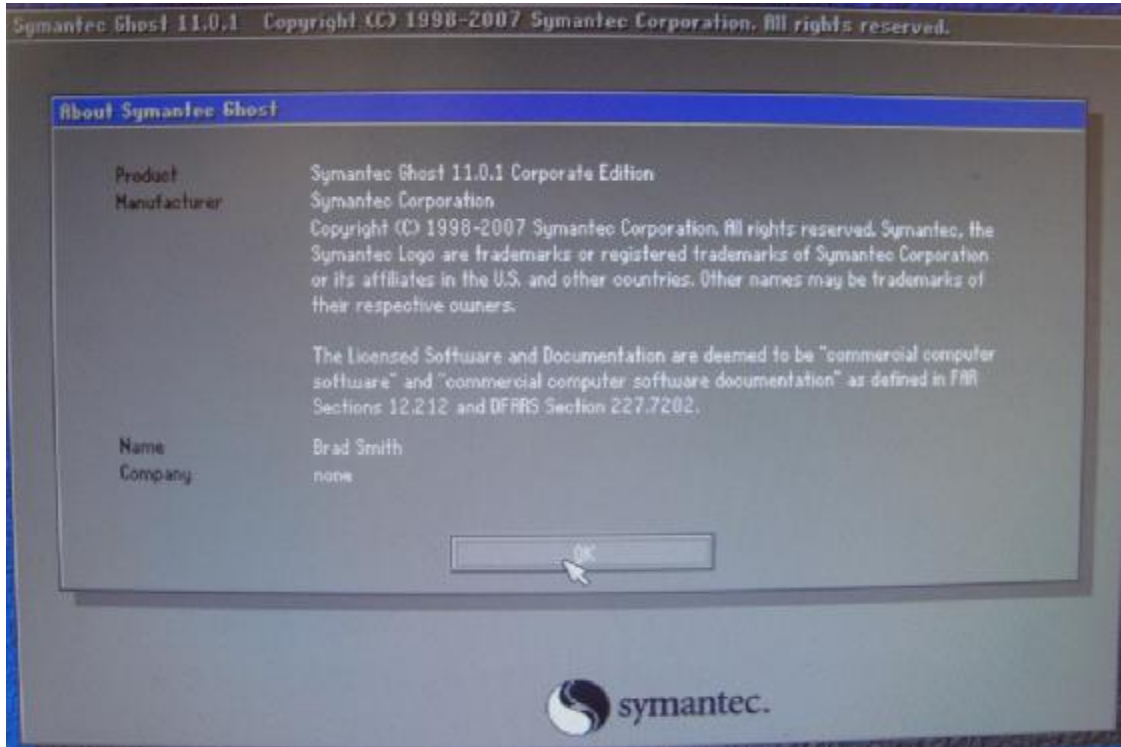 Symantec Ghost 11.0.1 Copyright (C) 1998-2007 Symantec Corporation. All rights reserved.
About Symantec Ghost
Product Symantec Ghost 11.0.1 Corporate Edition
Manufacturer Symantec Corporation
Copyright (C) 1998-2007 Symantec Corporation. All rights reserved. Symantec, the
Symantec Logo are trademarks or registered trademarks of Symantec Corporation
or its affiliates in the U.S. and other countries. Other names may be trademarks of
their respective owners.
The Licensed Software and Documentation are deemed to be "commercial computer
software" and "commercial computer software documentation" as defined in FAR
Sections 12.212 and DFARS Section 227.7202.
Name Brad Smith
Company none
OK
symantec.